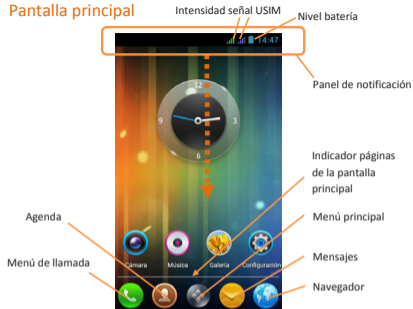 Pantalla principal
Intensidad señal USIM
Nivel batería
14:47
Panel de notificación
12
9
3
6
Indicador páginas
de la pantalla
principal
Agenda
Menú principal
Cámara
Música
Galería
Configuración
Menú de llamada
Mensajes
Navegador